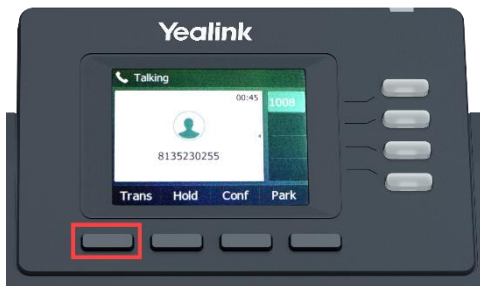 Yealink
Talking
00:45
1008
8135230255
Trans Hold Conf Park